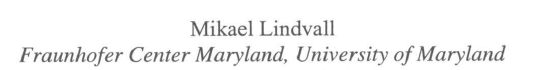 Mikael Lindvall
Fraunhofer Center Maryland, University of Maryland